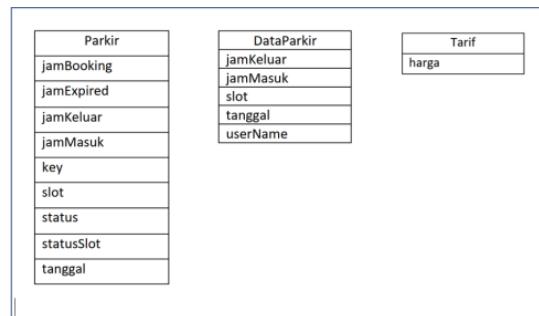 Parkir
jamBooking
jamExpired
jamKeluar
jamMasuk
key
slot
status
statusSlot
tanggal
DataParkir
jamKeluar
jamMasuk
slot
tanggal
userName
Tarif
harga